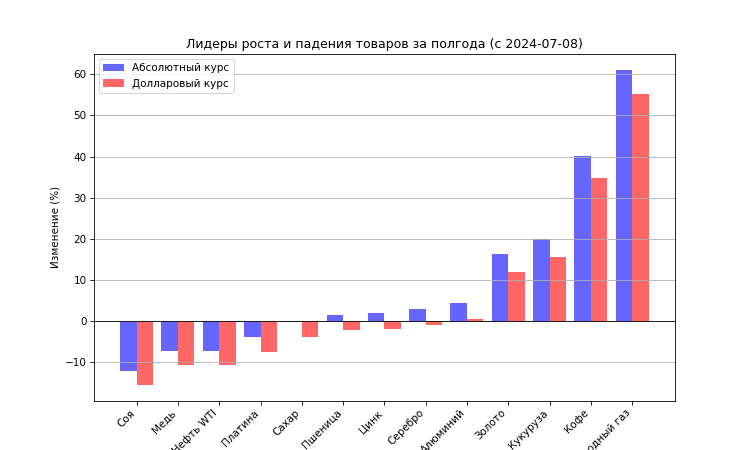 Лидеры роста и падения товаров за полгода (с 2024-07-08)
Абсолютный курс
Долларовый курс
Изменение (%)
60
50
40
30
20
10
0
−10
Соя
Медь
Нефть WTI
Платина
Сахар
Пшеница
Цинк
Серебро
Алюминий
Золото
Кукуруза
Кофе
газ